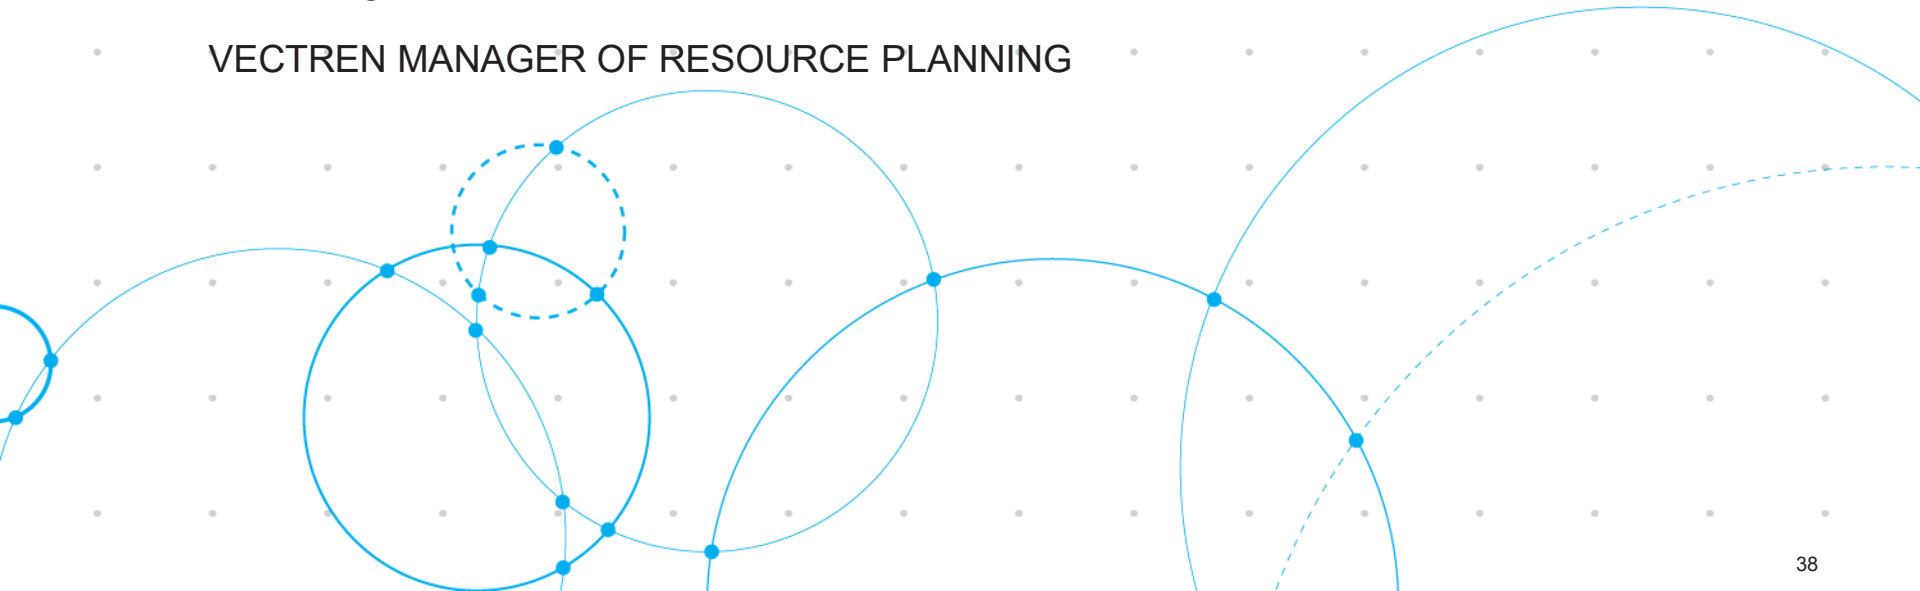 VECTREN MANAGER OF RESOURCE PLANNING
38